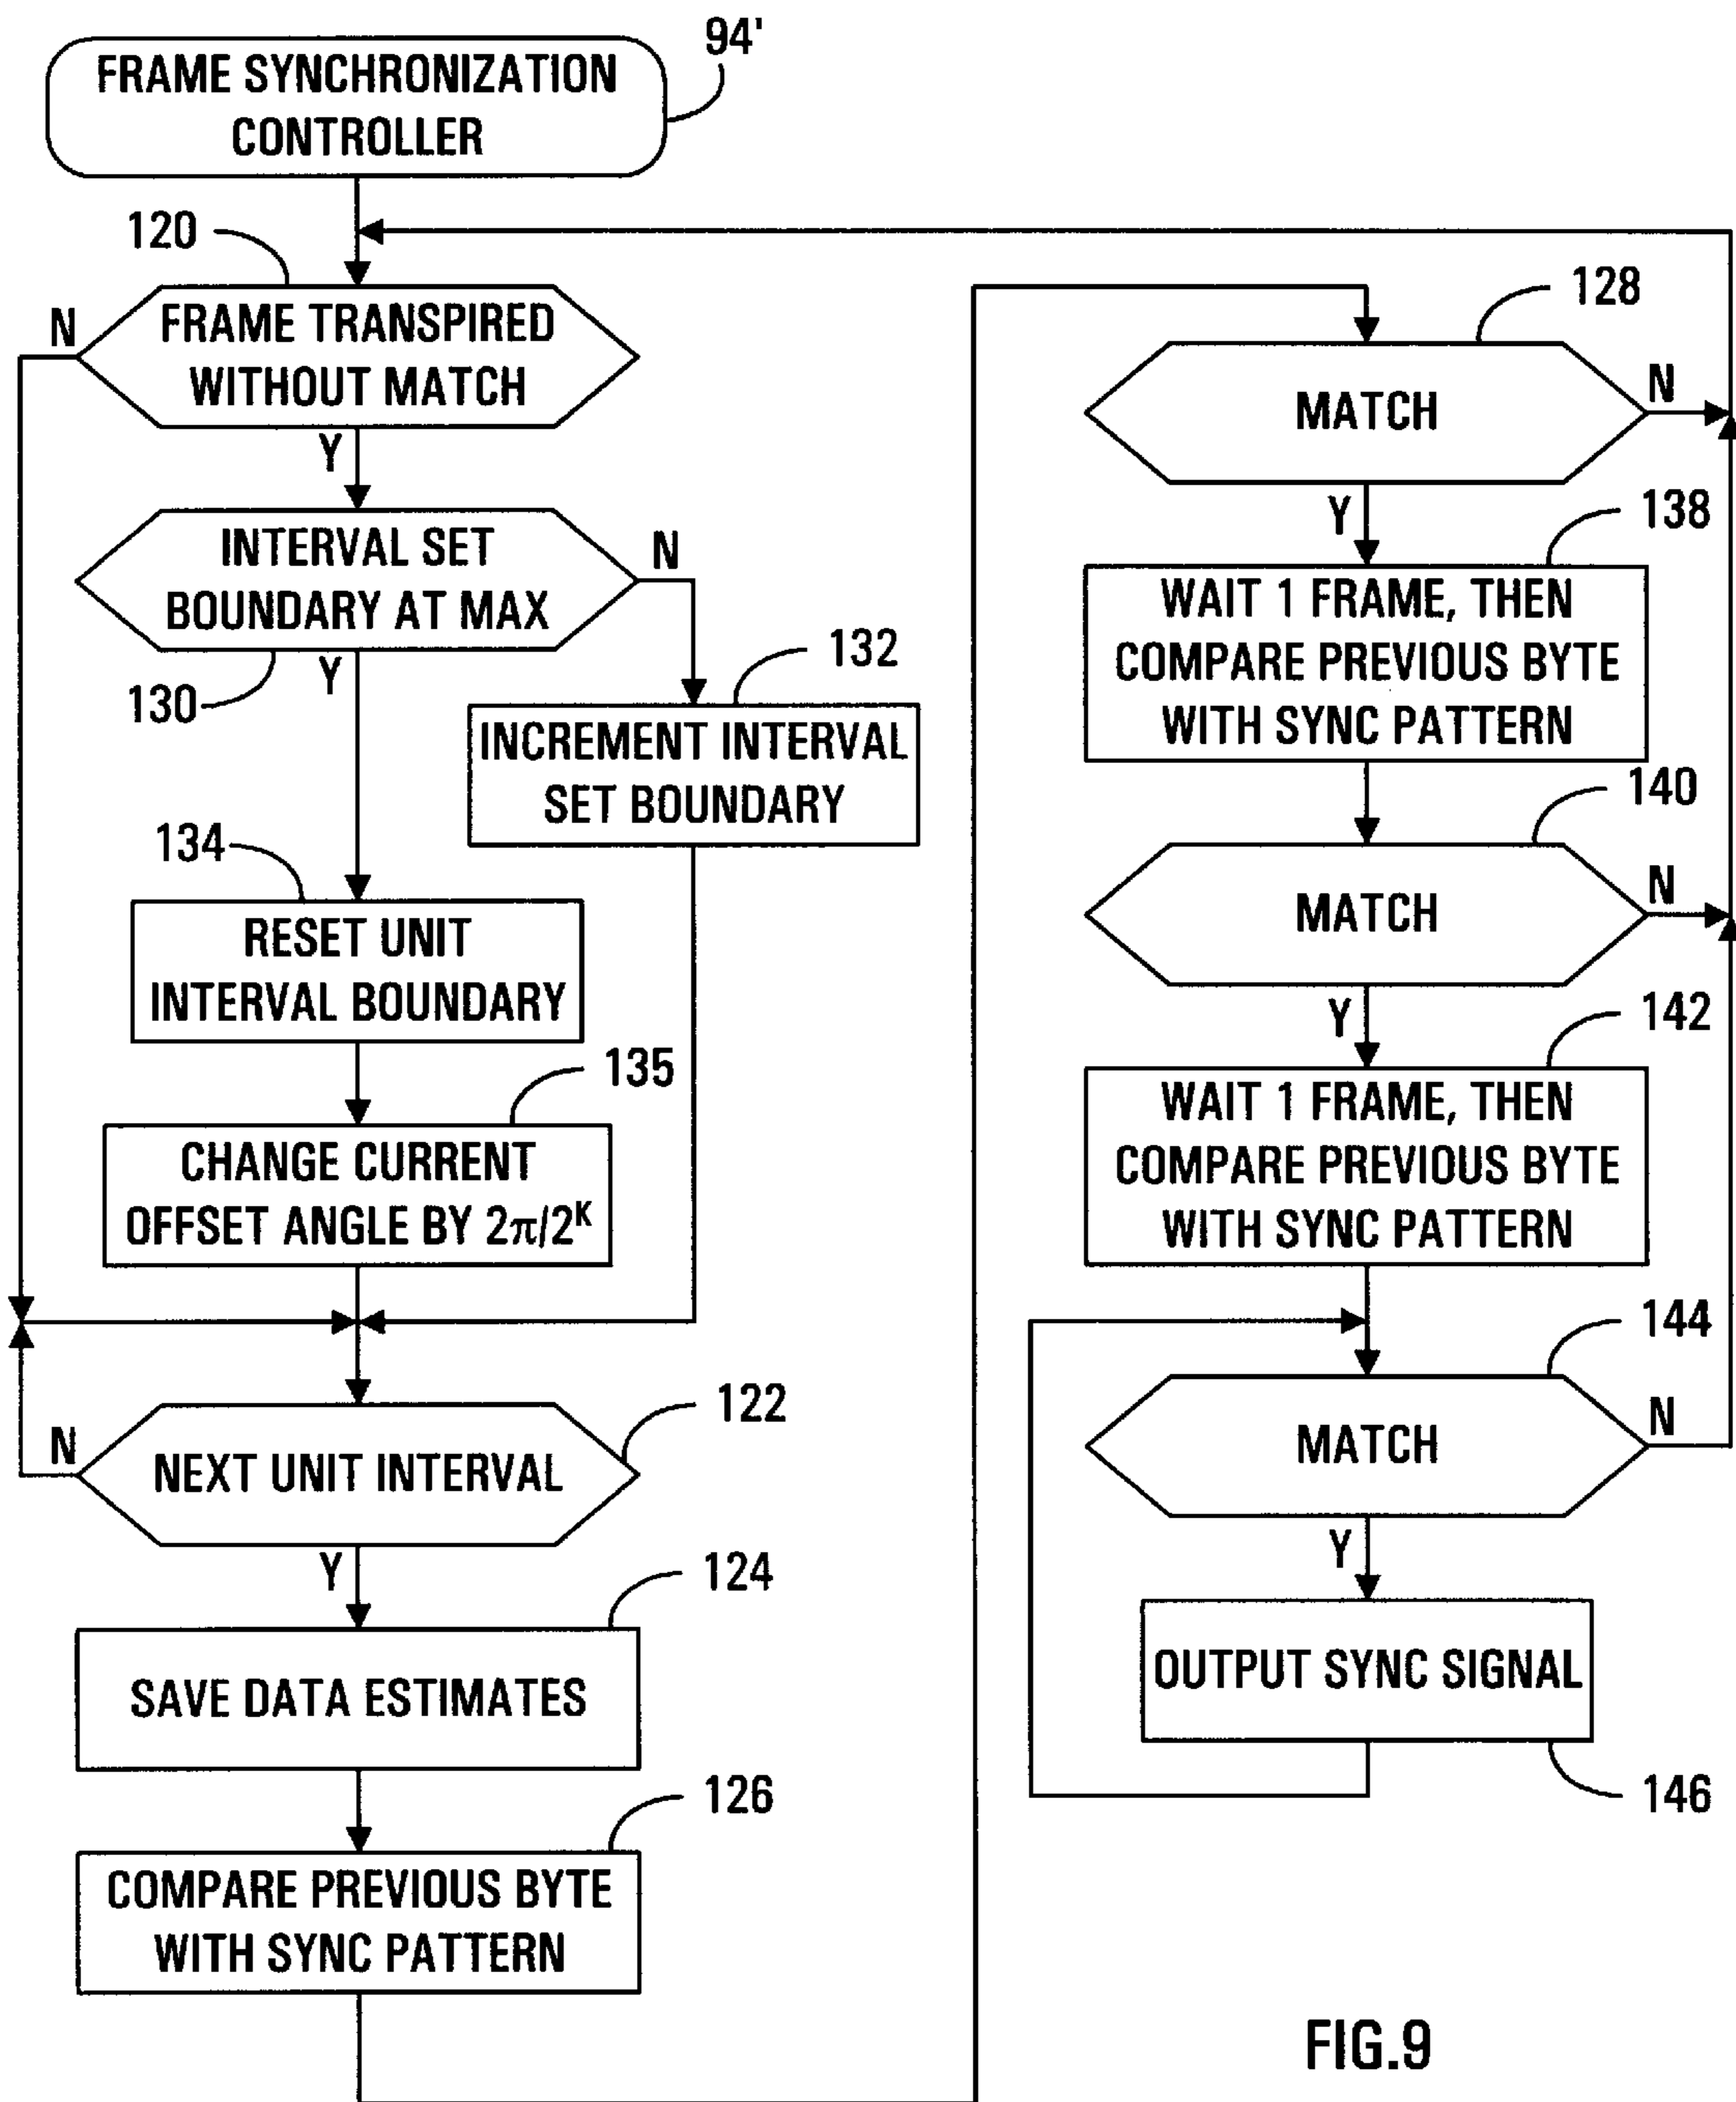 FRAME SYNCHRONIZATION
CONTROLLER
94'
120
N
FRAME TRANSPIRED
WITHOUT MATCH
Y
INTERVAL SET
BOUNDARY AT MAX
N
130
Y
132
INCREMENT INTERVAL
SET BOUNDARY
134
RESET UNIT
INTERVAL BOUNDARY
135
CHANGE CURRENT
OFFSET ANGLE BY 2π/2ᴷ
122
N
NEXT UNIT INTERVAL
Y
124
SAVE DATA ESTIMATES
126
COMPARE PREVIOUS BYTE
WITH SYNC PATTERN
128
MATCH
N
Y
138
WAIT 1 FRAME, THEN
COMPARE PREVIOUS BYTE
WITH SYNC PATTERN
140
MATCH
N
Y
142
WAIT 1 FRAME, THEN
COMPARE PREVIOUS BYTE
WITH SYNC PATTERN
144
MATCH
N
Y
OUTPUT SYNC SIGNAL
146
FIG.9